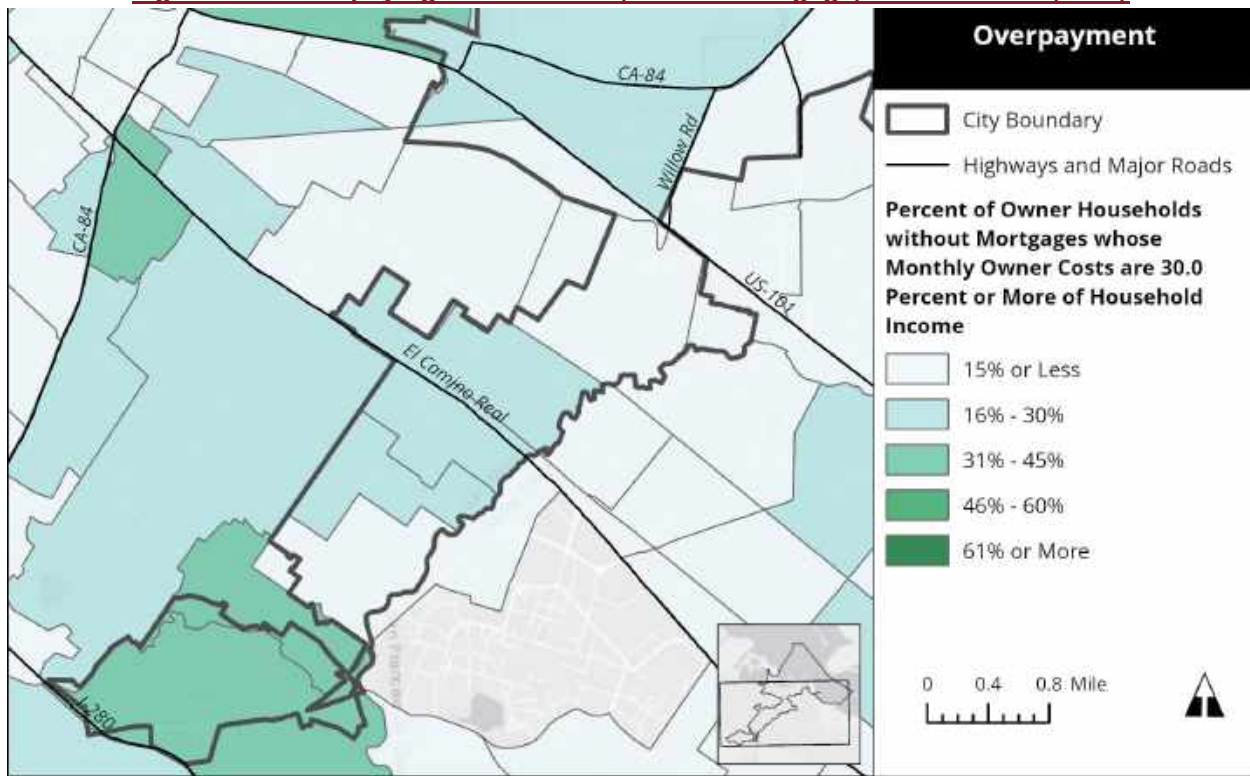 Overpayment
City Boundary
Highways and Major Roads
Percent of Owner Households
without Mortgages whose
Monthly Owner Costs are 30.0
Percent or More of Household
Income
15% or Less
16% - 30%
31% - 45%
46% - 60%
61% or More
0 0.4 0.8 Mile
CA-84
Willow Rd
CA-84
US-101
El Camino Real
I-280